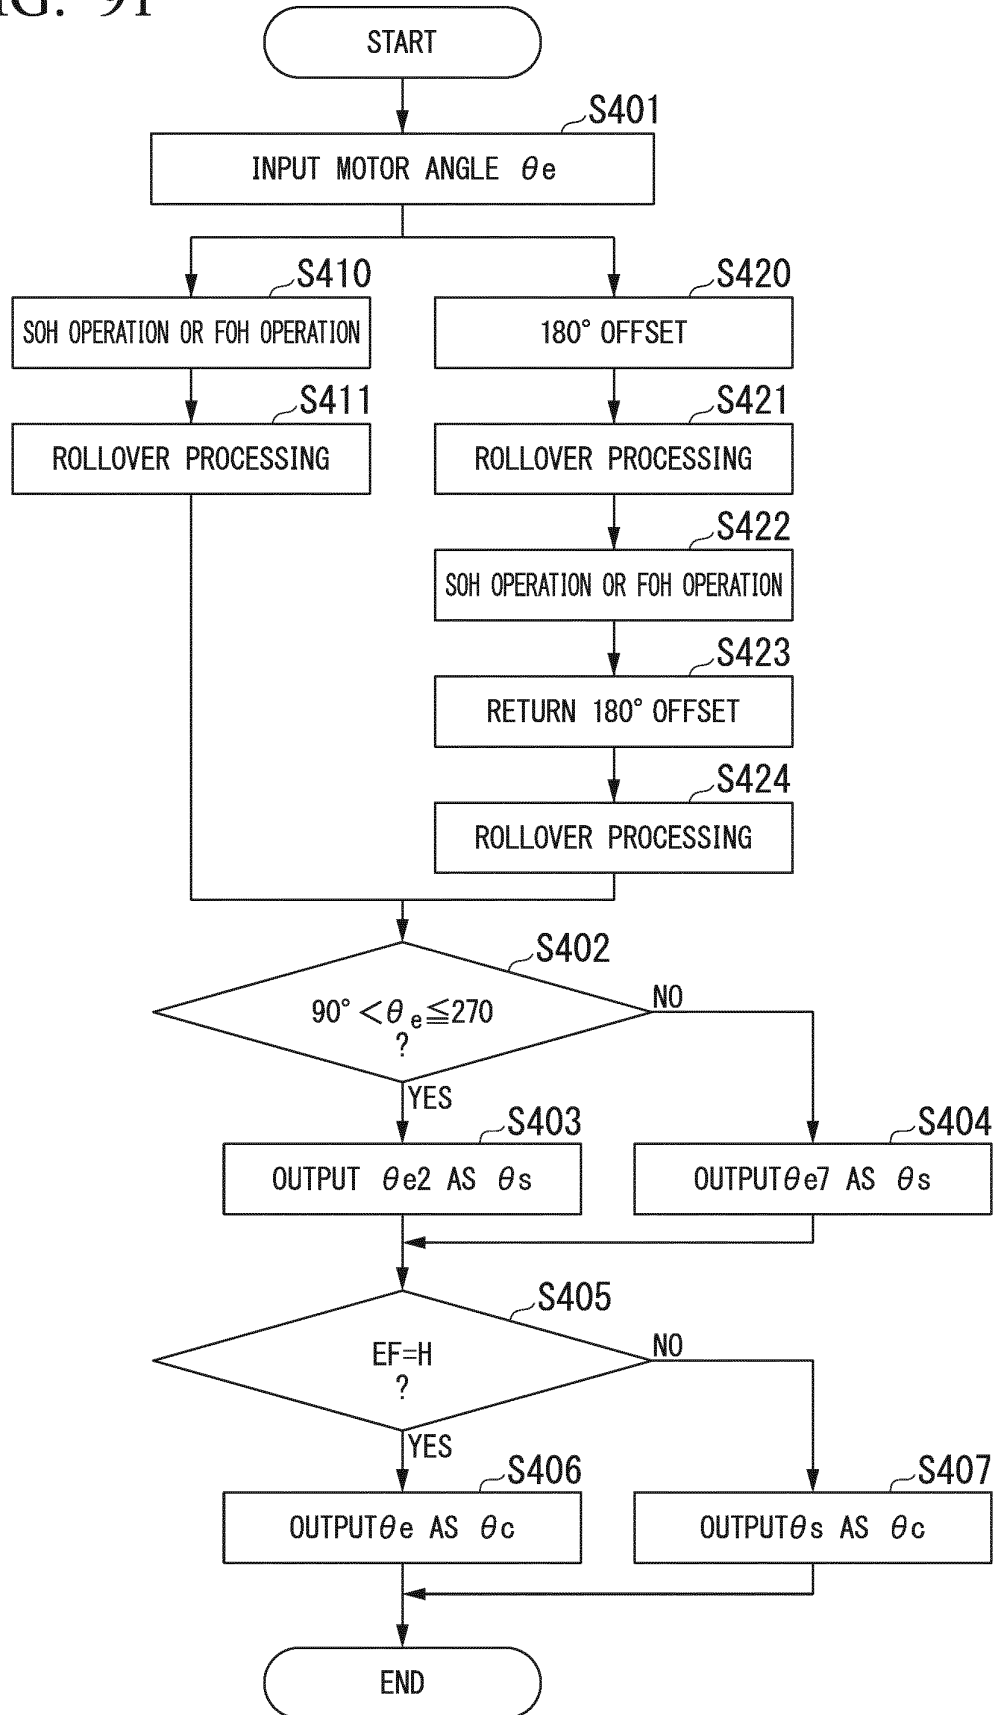 FIG. 91
START
S401
INPUT MOTOR ANGLE θe
S410
SOH OPERATION OR FOH OPERATION
S411
ROLLOVER PROCESSING
S420
180° OFFSET
S421
ROLLOVER PROCESSING
S422
SOH OPERATION OR FOH OPERATION
S423
RETURN 180° OFFSET
S424
ROLLOVER PROCESSING
S402
90° <θe≦270
?
NO
YES
S403
OUTPUT θe2 AS θs
S404
OUTPUTθe7 AS θs
S405
EF=H
?
NO
YES
S406
OUTPUTθe AS θc
S407
OUTPUTθs AS θc
END